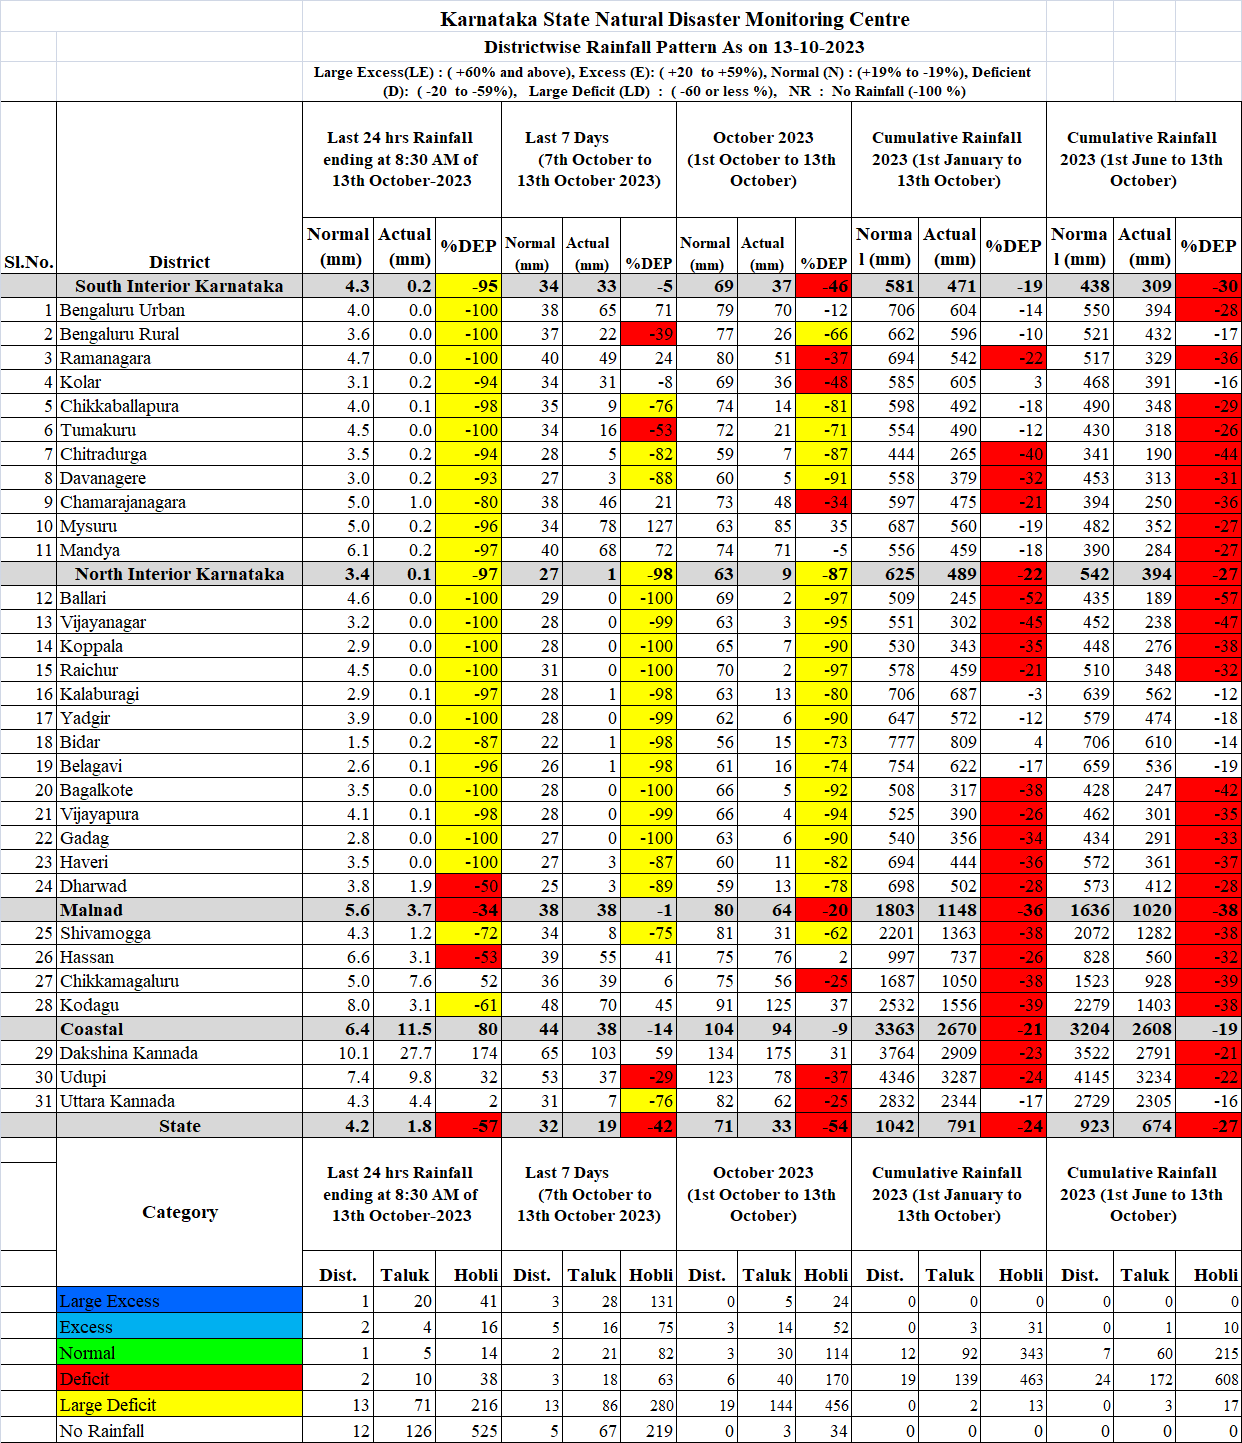 Karnataka State Natural Disaster Monitoring Centre
Districtwise Rainfall Pattern As on 13-10-2023
Large Excess(LE) : ( +60% and above), Excess (E): ( +20 to +59%), Normal (N) : (+19% to -19%), Deficient
(D): ( -20 to -59%), Large Deficit (LD) : ( -60 or less %), NR : No Rainfall (-100 %)
Last 24 hrs Rainfall Last 7 Days October 2023 Cumulative Rainfall Cumulative Rainfall
ending at 8:30 AM of (7th October to (1st October to 13th 2023 (1st January to 2023 (1st June to 13th
13th October-2023 13th October 2023) October) 13th October) October)
Normal Actual %DEP Normal Actual Normal Actual Norma Actual %DEP Norma Actual %DEP
Sl.No. District (mm) (mm) (mm) (mm) %DEP (mm) (mm) %DEP l (mm) (mm) l (mm) (mm)
South Interior Karnataka 4.3 0.2 -95 34 33 -5 69 37 -46 581 471 -19 438 309 -30
1 Bengaluru Urban 4.0 0.0 -100 38 65 71 79 70 -12 706 604 -14 550 394 -28
2 Bengaluru Rural 3.6 0.0 -100 37 22 -39 77 26 -66 662 596 -10 521 432 -17
3 Ramanagara 4.7 0.0 -100 40 49 24 80 51 -37 694 542 -22 517 329 -36
4 Kolar 3.1 0.2 -94 34 31 -8 69 36 -48 585 605 3 468 391 -16
5 Chikkaballapura 4.0 0.1 -98 35 9 -76 74 14 -81 598 492 -18 490 348 -29
6 Tumakuru 4.5 0.0 -100 34 16 -53 72 21 -71 554 490 -12 430 318 -26
7 Chitradurga 3.5 0.2 -94 28 5 -82 59 7 -87 444 265 -40 341 190 -44
8 Davanagere 3.0 0.2 -93 27 3 -88 60 5 -91 558 379 -32 453 313 -31
9 Chamarajanagara 5.0 1.0 -80 38 46 21 73 48 -34 597 475 -21 394 250 -36
10 Mysuru 5.0 0.2 -96 34 78 127 63 85 35 687 560 -19 482 352 -27
11 Mandya 6.1 0.2 -97 40 68 72 74 71 -5 556 459 -18 390 284 -27
North Interior Karnataka 3.4 0.1 -97 27 1 -98 63 9 -87 625 489 -22 542 394 -27
12 Ballari 4.6 0.0 -100 29 0 -100 69 2 -97 509 245 -52 435 189 -57
13 Vijayanagar 3.2 0.0 -100 28 0 -99 63 3 -95 551 302 -45 452 238 -47
14 Koppala 2.9 0.0 -100 28 0 -100 65 7 -90 530 343 -35 448 276 -38
15 Raichur 4.5 0.0 -100 31 0 -100 70 2 -97 578 459 -21 510 348 -32
16 Kalaburagi 2.9 0.1 -97 28 1 -98 63 13 -80 706 687 -3 639 562 -12
17 Yadgir 3.9 0.0 -100 28 0 -99 62 6 -90 647 572 -12 579 474 -18
18 Bidar 1.5 0.2 -87 22 1 -98 56 15 -73 777 809 4 706 610 -14
19 Belagavi 2.6 0.1 -96 26 1 -98 61 16 -74 754 622 -17 659 536 -19
20 Bagalkote 3.5 0.0 -100 28 0 -100 66 5 -92 508 317 -38 428 247 -42
21 Vijayapura 4.1 0.1 -98 28 0 -99 66 4 -94 525 390 -26 462 301 -35
22 Gadag 2.8 0.0 -100 27 0 -100 63 6 -90 540 356 -34 434 291 -33
23 Haveri 3.5 0.0 -100 27 3 -87 60 11 -82 694 444 -36 572 361 -37
24 Dharwad 3.8 1.9 -50 25 3 -89 59 13 -78 698 502 -28 573 412 -28
Malnad 5.6 3.7 -34 38 38 -1 80 64 -20 1803 1148 -36 1636 1020 -38
25 Shivamogga 4.3 1.2 -72 34 8 -75 81 31 -62 2201 1363 -38 2072 1282 -38
26 Hassan 6.6 3.1 -53 39 55 41 75 76 2 997 737 -26 828 560 -32
27 Chikkamagaluru 5.0 7.6 52 36 39 6 75 56 -25 1687 1050 -38 1523 928 -39
28 Kodagu 8.0 3.1 -61 48 70 45 91 125 37 2532 1556 -39 2279 1403 -38
Coastal 6.4 11.5 80 44 38 -14 104 94 -9 3363 2670 -21 3204 2608 -19
29 Dakshina Kannada 10.1 27.7 174 65 103 59 134 175 31 3764 2909 -23 3522 2791 -21
30 Udupi 7.4 9.8 32 53 37 -29 123 78 -37 4346 3287 -24 4145 3234 -22
31 Uttara Kannada 4.3 4.4 2 31 7 -76 82 62 -25 2832 2344 -17 2729 2305 -16
State 4.2 1.8 -57 32 19 -42 71 33 -54 1042 791 -24 923 674 -27
Last 24 hrs Rainfall Last 7 Days October 2023 Cumulative Rainfall Cumulative Rainfall
ending at 8:30 AM of (7th October to (1st October to 13th 2023 (1st January to 2023 (1st June to 13th
Category 13th October-2023 13th October 2023) October) 13th October) October)
Dist. Taluk Hobli Dist. Taluk Hobli Dist. Taluk Hobli Dist. Taluk Hobli Dist. Taluk Hobli
Large Excess 1 20 41 3 28 131 0 5 24 0 0 0 0 0 0
Excess 2 4 16 5 16 75 3 14 52 0 3 31 0 1 10
Normal 1 5 14 2 21 82 3 30 114 12 92 343 7 60 215
Deficit 2 10 38 3 18 63 6 40 170 19 139 463 24 172 608
Large Deficit 13 71 216 13 86 280 19 144 456 0 2 13 0 3 17
No Rainfall 12 126 525 5 67 219 0 3 34 0 0 0 0 0 0